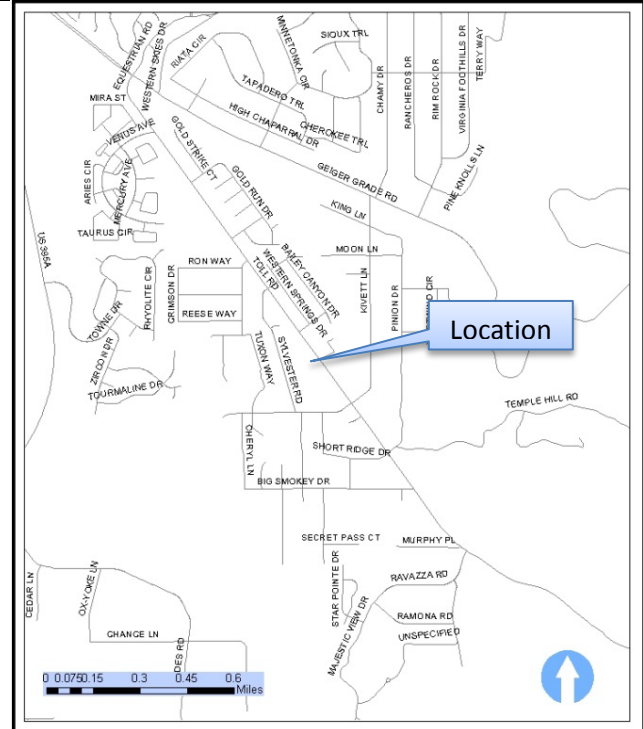 EQUESTRIAN RD
WESTERN SKIES DR
RIATA CIR
MINNETONKA CIR
SIOUX TRL
CHAMY DR
RANCHEROS DR
RIM ROCK DR
VIRGINIA FOOTHILLS DR
TERRY WAY
MIRA ST
TAPADERO TRL
HIGH CHAPARRAL DR
CHEROKEE TRL
VENUS AVE
GOLD STRIKE CT
GEIGER GRADE RD
PINE KNOLLS LN
ARIES CIR
MERCURY AVE
GOLD RUN DR
KING LN
TAURUS CIR
US 395A
RON WAY
BAILEY CANYON DR
MOON LN
WESTERN SPRINGS DR
TOLL RD
KIVETT LN
PINION DR
CIR
RHYOLITE CIR
CRIMSON DR
REESE WAY
TOWNE DR
Location
ZIRCON DR
TUXON WAY
SYLVESTER RD
TOURMALINE DR
TEMPLE HILL RD
CHERYL LN
SHORT RIDGE DR
BIG SMOKEY DR
SECRET PASS CT
MURPHY PL
STAR POINTE DR
RAVAZZA RD
CEDAR LN
OX-YOKE LN
MAJESTIC VIEW DR
RAMONA RD
CHANCE LN
UNSPECIFIED
DES RD
0 0.075 0.15 0.3 0.45 0.6
Miles